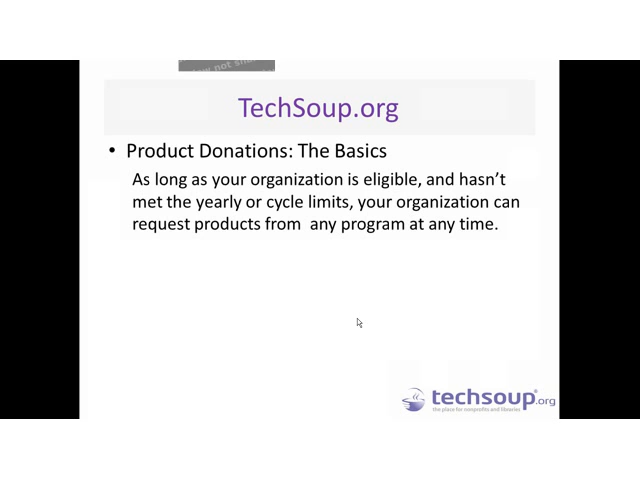 not
TechSoup.org
• Product Donations: The Basics
As long as your organization is eligible, and hasn't
met the yearly or cycle limits, your organization can
request products from any program at any time.
techsoup.org
the place for nonprofits and libraries